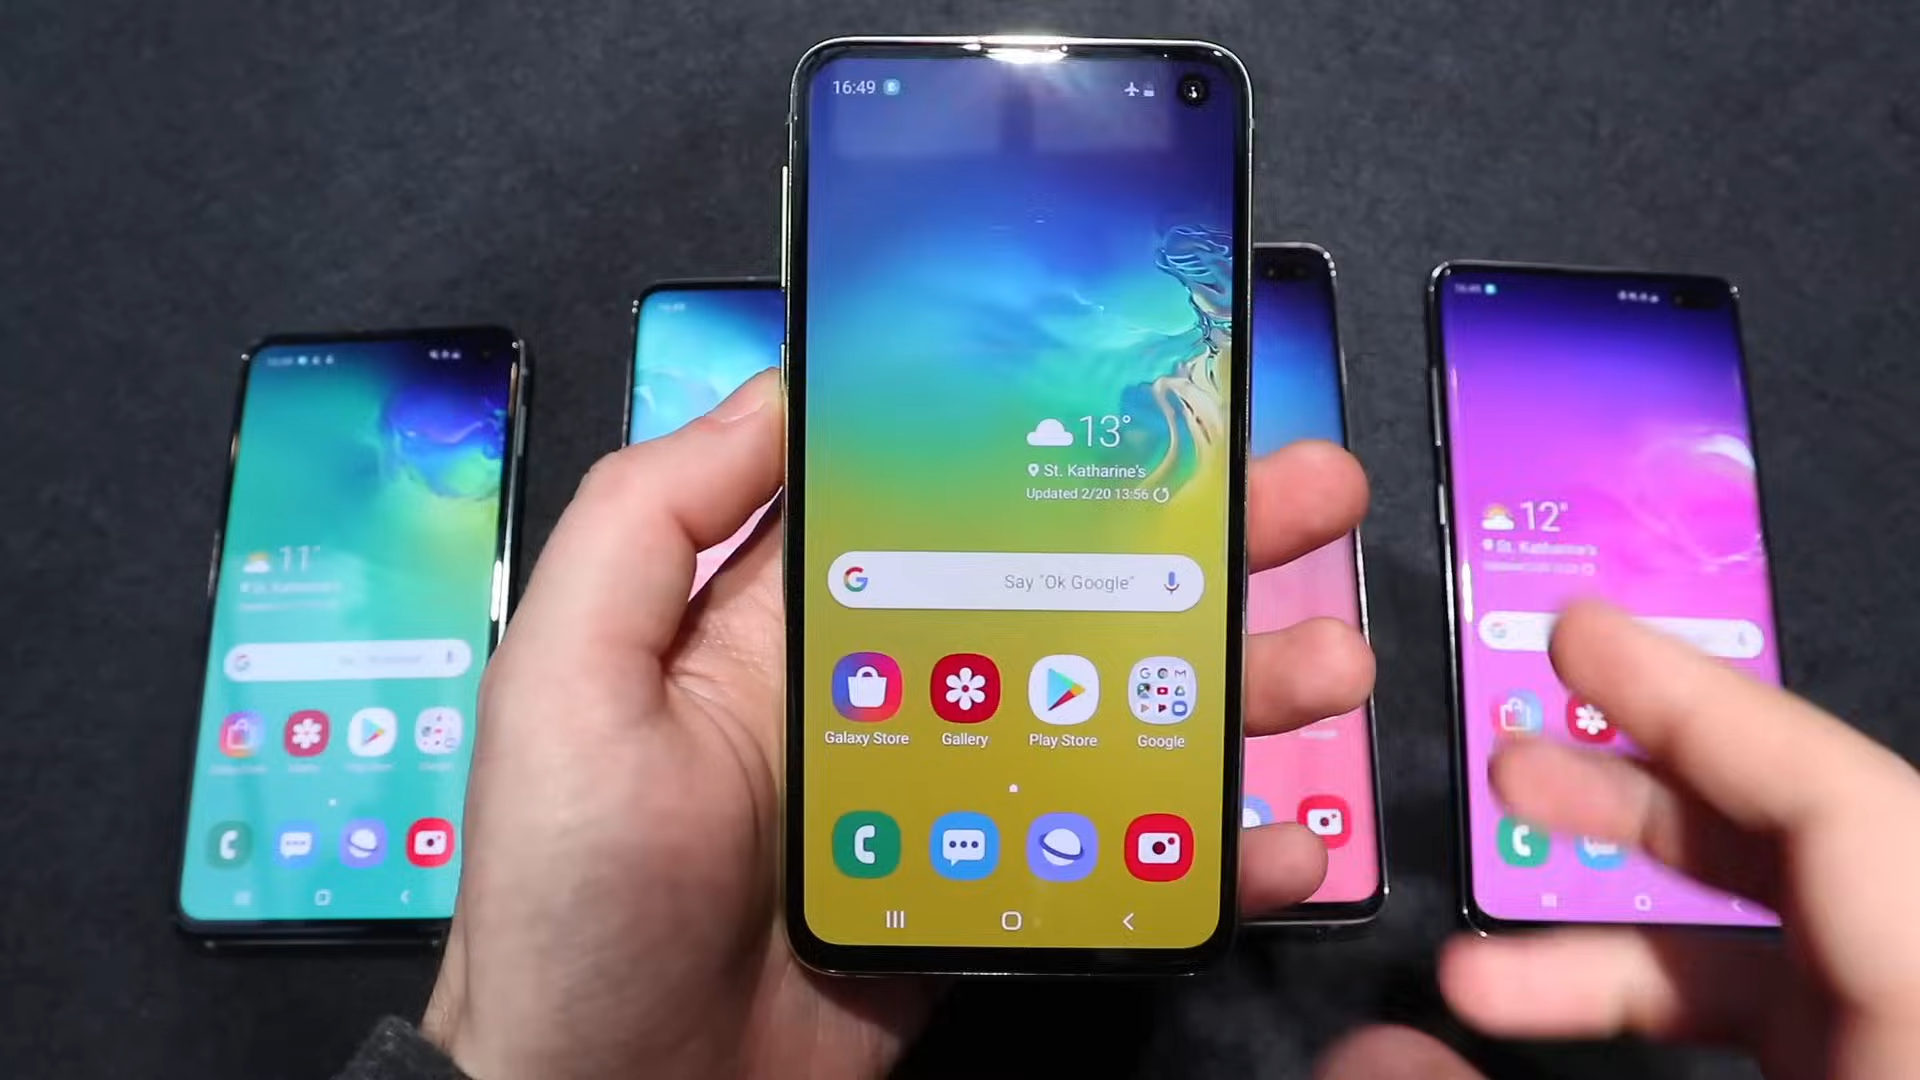 16:49
13°
St. Katharine's
Updated 2/20 13:56
Say "Ok Google"
Galaxy Store
Gallery
Play Store
Google
11°
12°
St. Katharine's